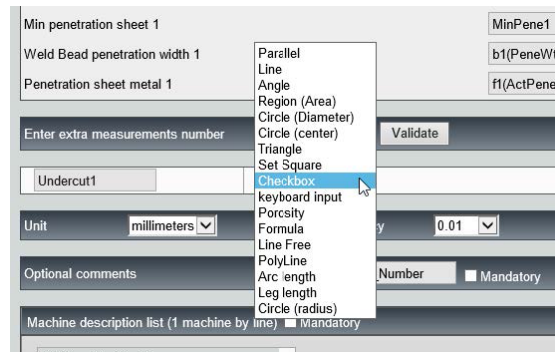 Min penetration sheet 1 MinPene1
Weld Bead penetration width 1 b1(PeneWt
Penetration sheet metal 1 f1(ActPene
Parallel
Line
Angle
Region (Area)
Circle (Diameter)
Circle (center)
Triangle
Set Square
Checkbox
keyboard input
Porcsity
Formula
Line Free
PolyLine
Arc length
Leg length
Circle (radius)
Enter extra measurements number Validate
Undercut1
Unit millimeters y 0.01
Optional comments _Number Mandatory
Machine description list (1 machine by line) Mandatory